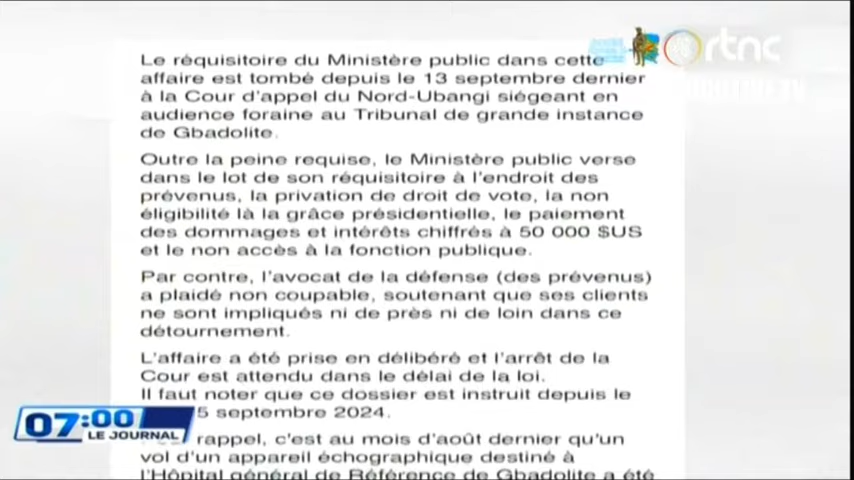 rtnc
Le réquisitoire du Ministère public dans cette
affaire est tombé depuis le 13 septembre dernier
à la Cour d'appel du Nord-Ubangi siégeant en
audience foraine au Tribunal de grande instance
de Gbadolite.
Outre la peine requise, le Ministère public verse
dans le lot de son réquisitoire à l'endroit des
prévenus, la privation de droit de vote, la non
éligibilité là la grâce présidentielle, le paiement
des dommages et intérêts chiffrés à 50 000 $US
et le non accès à la fonction publique.
Par contre, l'avocat de la défense (des prévenus)
a plaidé non coupable, soutenant que ses clients
ne sont impliqués ni de près ni de loin dans ce
détournement.
L'affaire a été prise en délibéré et l'arrêt de la
Cour est attendu dans le délai de la loi.
Il faut noter que ce dossier est instruit depuis le
5 septembre 2024.
rappel, c'est au mois d'août dernier qu'un
vol d'un appareil échographique destiné à
l'Hôpital général de Référence de Gbadolite a été
07:00
LE JOURNAL